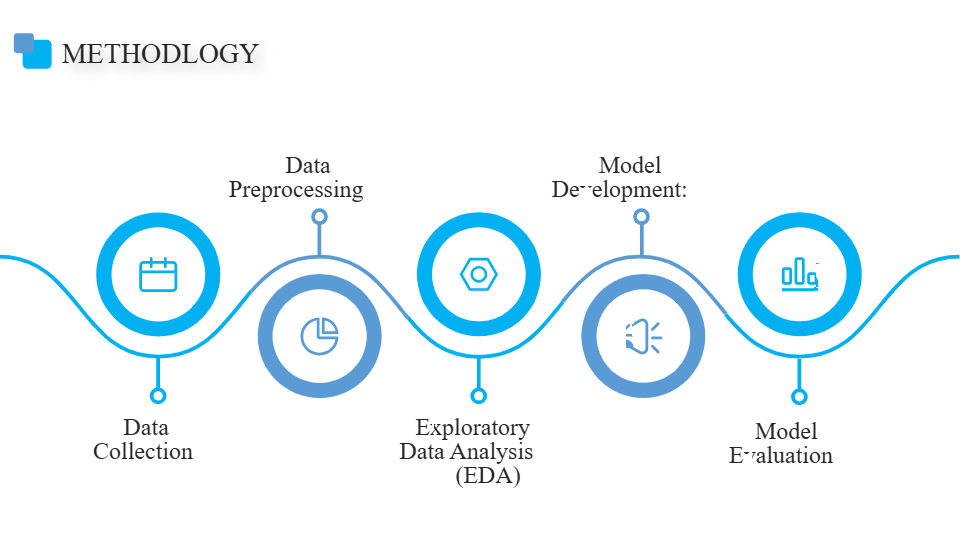 METHODLOGY
Data
Preprocessing
Model
Development:
Data
Collection
Exploratory
Data Analysis
(EDA)
Model
Evaluation